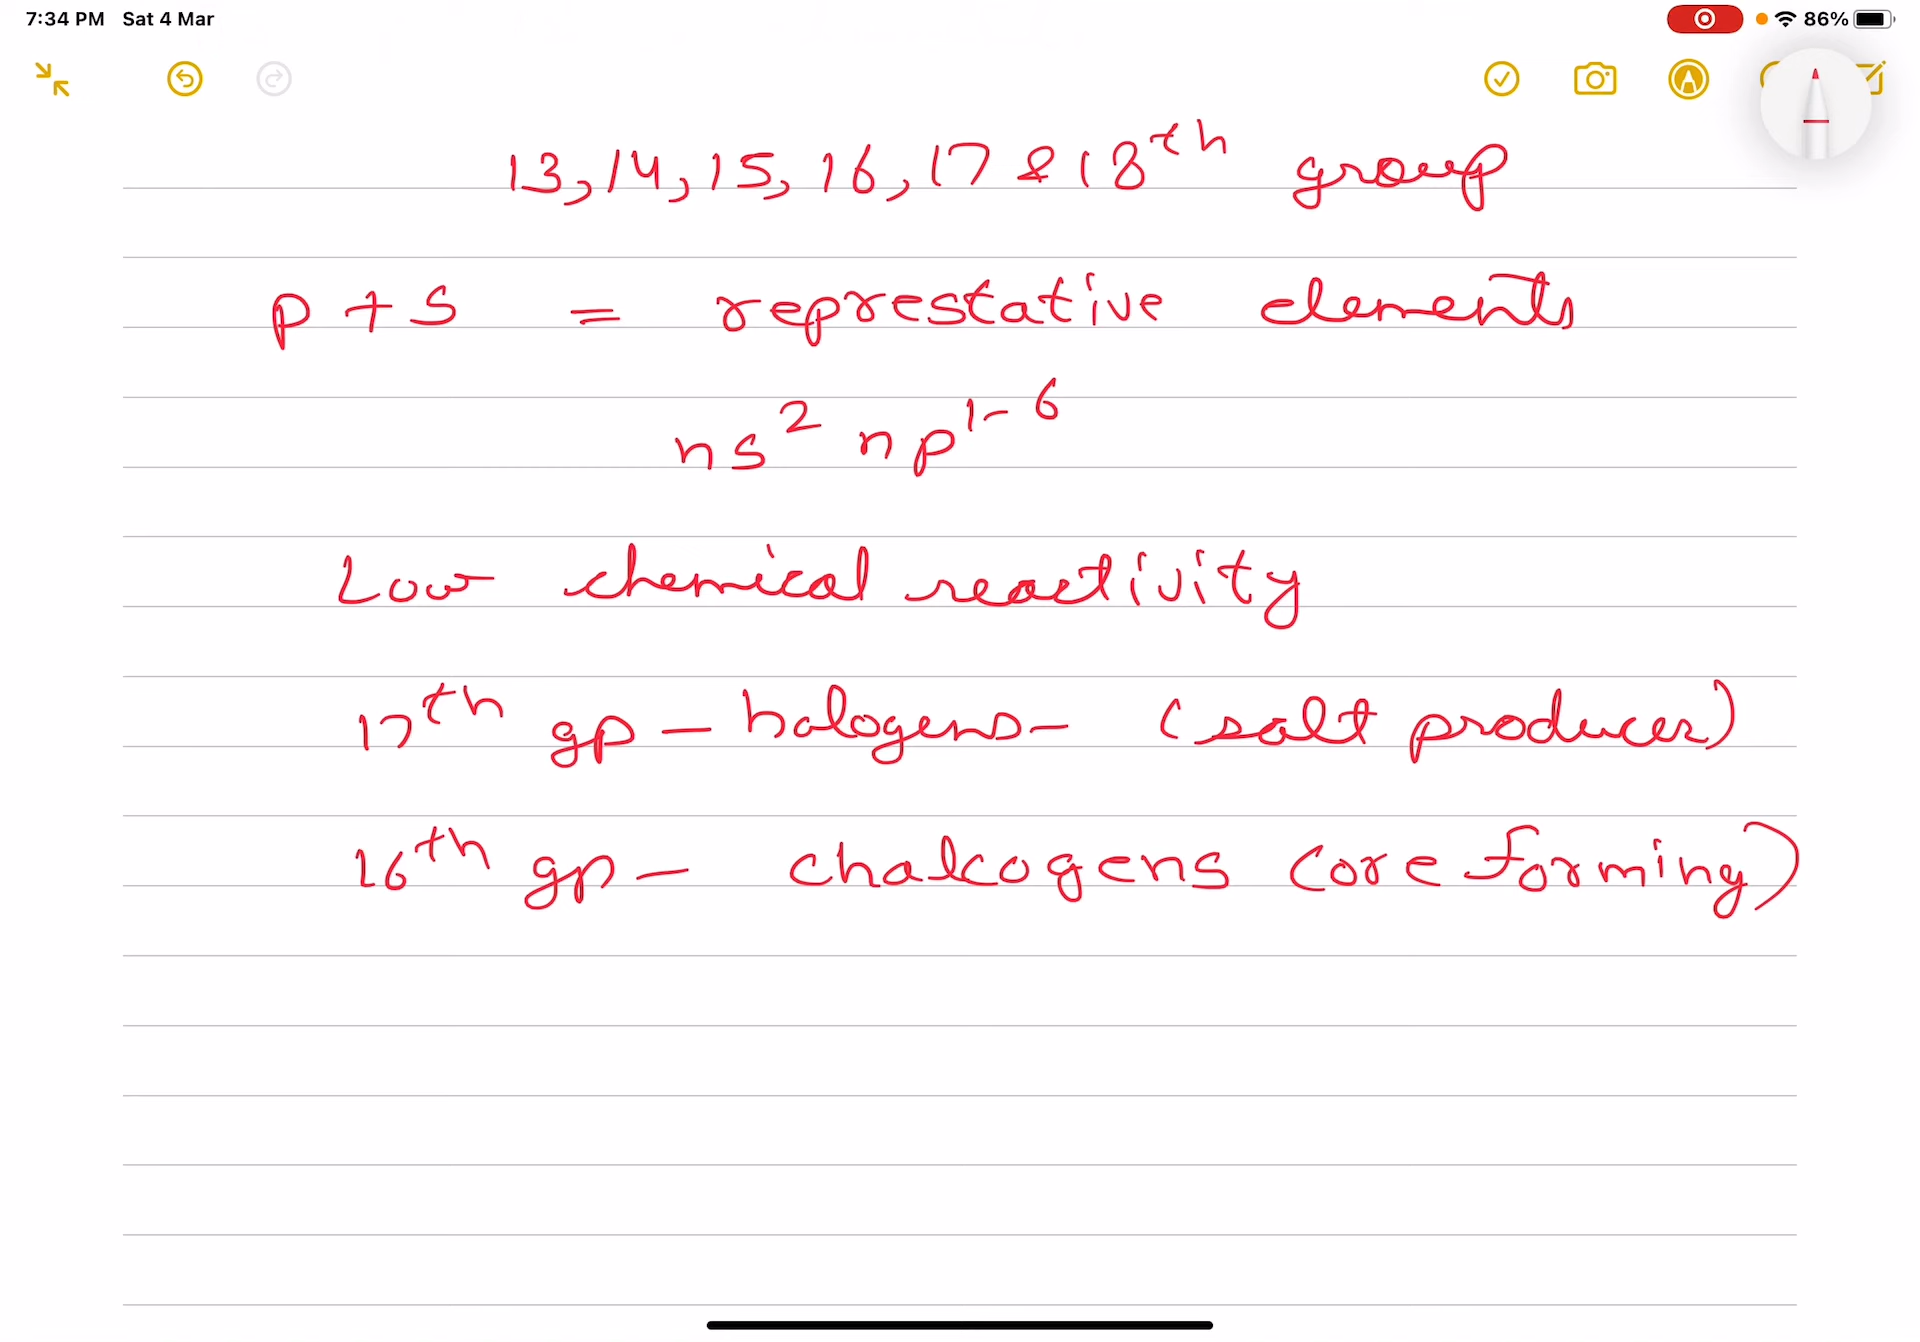 7:34 PM Sat 4 Mar 86%
13, 14, 15, 16, 17 & 18th group
p + s = represtative elements
ns² np¹⁻⁶
Low chemical reactivity
17th gp – halogens – (salt producer)
16th gp – chalcogens (ore forming)